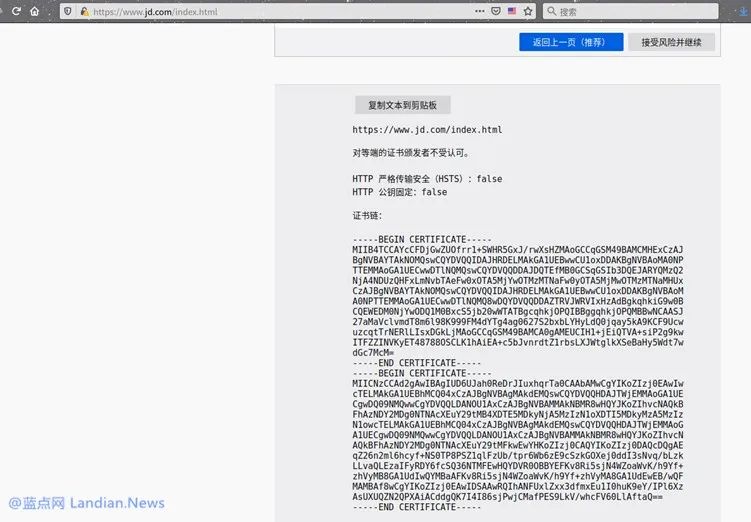 https://www.jd.com/index.html
搜索
返回上一页（推荐）
接受风险并继续
复制文本到剪贴板
https://www.jd.com/index.html
对等端的证书颁发者不受认可。
HTTP 严格传输安全（HSTS）：false
HTTP 公钥固定：false
证书链：
-----BEGIN CERTIFICATE-----
MIIB4TCCAYcCFDjGwZUOfrr1+SWHR5GxJ/rwXsHZMAoGCCqGSM49BAMCMHExCzAJ
BgNVBAYTAkNOMQswCQYDVQQIDAJHRDELMAkGA1UEBwwCU1oxDDAKBgNVBAoMA0NP
TTEMMAoGA1UECwwDTlNQMQswCQYDVQQDDAJDQTEfMB0GCSqGSIb3DQEJARYQMzQ2
NjA4NDUzQHFxLmNvbTAeFw0xOTA5MjYwOTMzMTNaFw0yOTA5MjMwOTMzMTNaMHUx
CzAJBgNVBAYTAkNOMQswCQYDVQQIDAJHRDELMAkGA1UEBwwCU1oxDDAKBgNVBAoM
A0NPTTEMMAoGA1UECwwDTlNQMQ8wDQYDVQQDDAZTRVJWRVIxHzAdBgkqhkiG9w0B
CQEWEDM0NjYwODQ1M0BxcS5jb20wWTATBgcqhkjOPQIBBggqhkjOPQMBBwNCAASJ
27aMaVclvmdT8m6l98K999FM4dYTg4ag0627S2bxbLYHyLdQ0jqay5kA9KCF9Ucw
uzcqtTrNERlLIsxDGkLjMAoGCCqGSM49BAMCA0gAMEUCIH1+jEiQTVA+siP2g9kw
ITFZZINVKyET48788OSCLK1hAiEA+c5bJvnrdtZ1rbsLXJWtglkXSeBaHy5Wdt7w
dGc7McM=
-----END CERTIFICATE-----
-----BEGIN CERTIFICATE-----
MIICNzCCAd2gAwIBAgIUD6UJah0ReDrJIuxhqrTa0CAAbAMwCgYIKoZIzj0EAwIw
cTELMAkGA1UEBhMCQ04xCzAJBgNVBAgMAkdEMQswCQYDVQQHDAJTWjEMMAoGA1UE
CgwDQ09NMQwwCgYDVQQLDANOU1AxCzAJBgNVBAMMAkNBMR8wHQYJKoZIhvcNAQkB
FhAzNDY2MDg0NTNAcXEuY29tMB4XDTE5MDkyNjA5MzIzN1oXDTI5MDkyMzA5MzIz
N1owcTELMAkGA1UEBhMCQ04xCzAJBgNVBAgMAkdEMQswCQYDVQQHDAJTWjEMMAoG
A1UECgwDQ09NMQwwCgYDVQQLDANOU1AxCzAJBgNVBAMMAkNBMR8wHQYJKoZIhvcN
AQkBFhAzNDY2MDg0NTNAcXEuY29tMFkwEwYHKoZIzj0CAQYIKoZIzj0DAQcDQgAE
qZ26n2ml6hcyf+NS0TP8PSZ1qlFzUb/tpr6Wb6zE9cSzkGOXej0ddI3sNvq/bLzk
LLvaQLEzaIFyRDY6fcSQ36NTMFEwHQYDVR0OBBYEFKv8Ri5sjN4WZoaWvK/h9Yf+
zhVyMB8GA1UdIwQYMBaAFKv8Ri5sjN4WZoaWvK/h9Yf+zhVyMA8GA1UdEwEB/wQF
MAMBAf8wCgYIKoZIzj0EAwIDSAAwRQIhANFUxlZxx3dfmxEu1I0huK9eY/IPl6Xz
AsUXUQZN2QPXAiACddgQK7I4I86sjPwjCMafPES9LkV/whcFV60LlAftaQ==
-----END CERTIFICATE-----
@蓝点网 Landian.News